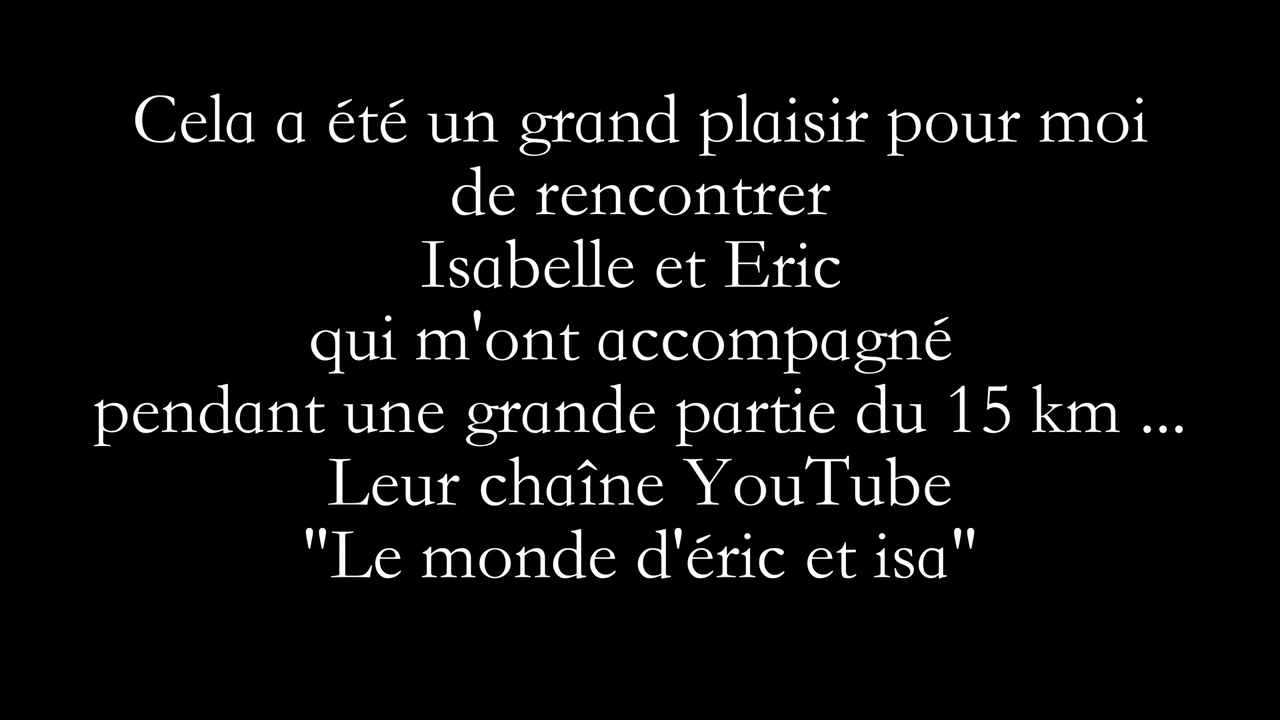 Cela a été un grand plaisir pour moi
de rencontrer
Isabelle et Eric
qui m'ont accompagné
pendant une grande partie du 15 km ...
Leur chaîne YouTube
"Le monde d'éric et isa"